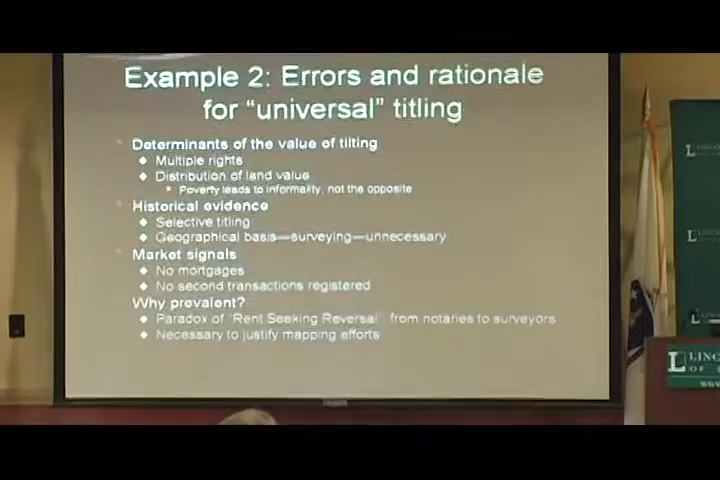 Example 2: Errors and rationale
for "universal" titling
Determinants of the value of tilting
Multiple rights
Distribution of land value
Poverty leads to informality, not the opposite
Historical evidence
Selective titling
Geographical basis—surveying—unnecessary
Market signals
No mortgages
No second transactions registered
Why prevalent?
Paradox of "Rent Seeking Reversal" from notaries to surveyors
Necessary to justify mapping efforts
L
L
L
LINC
OF